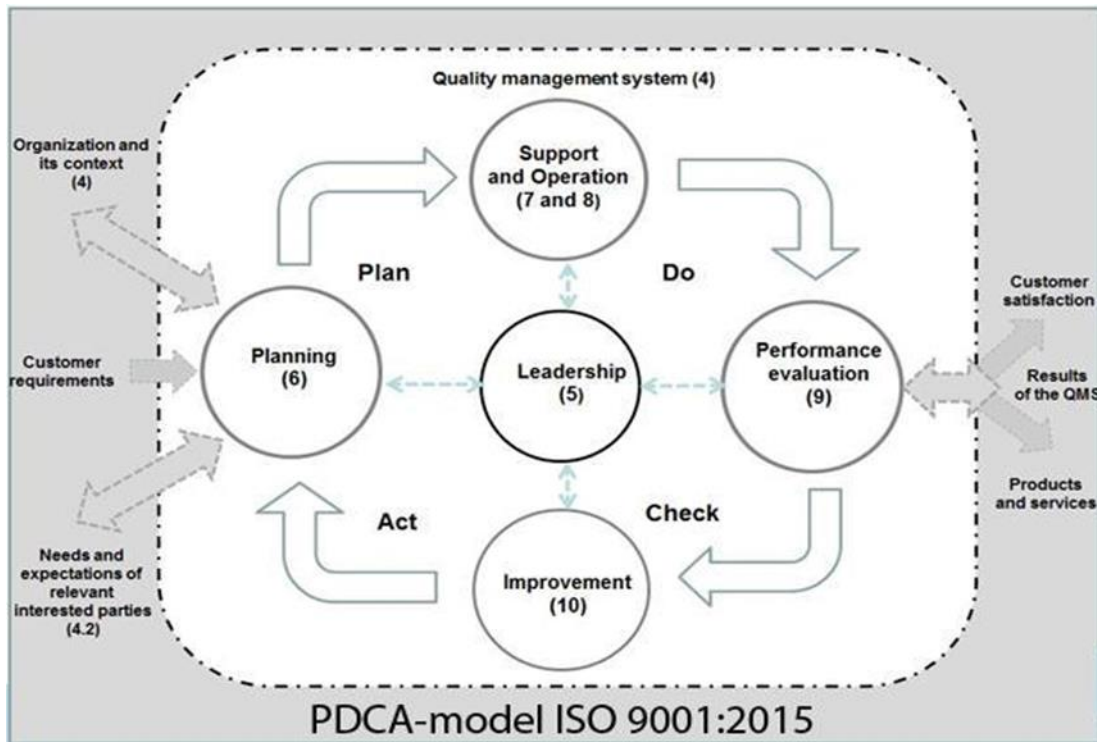 Quality management system (4)
Organization and
its context
(4)
Support
and Operation
(7 and 8)
Plan
Do
Customer
satisfaction
Customer
requirements
Planning
(6)
Leadership
(5)
Performance
evaluation
(9)
Results
of the QMS
Products
and services
Act
Check
Needs and
expectations of
relevant
interested parties
(4.2)
Improvement
(10)
PDCA-model ISO 9001:2015